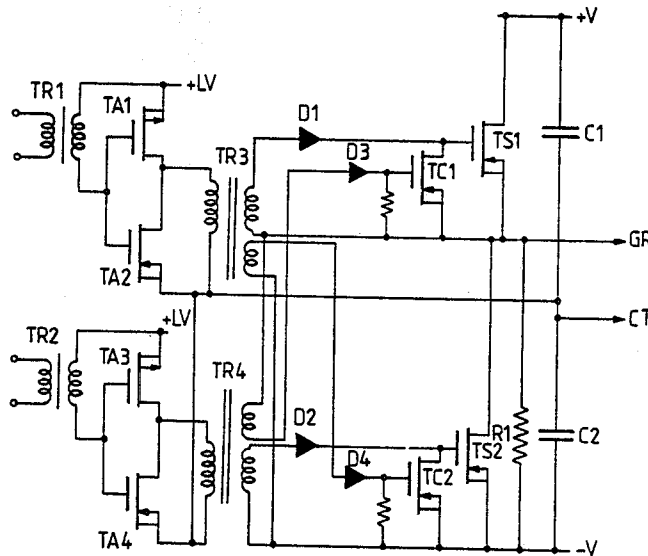 +V
+LV
TR1
TA1
D1
TS1
C1
TR3
D3
TC1
GR
TA2
+LV
CT
TR2
TA3
TR4
D2
R1
C2
TS2
D4
TC2
TA4
-V